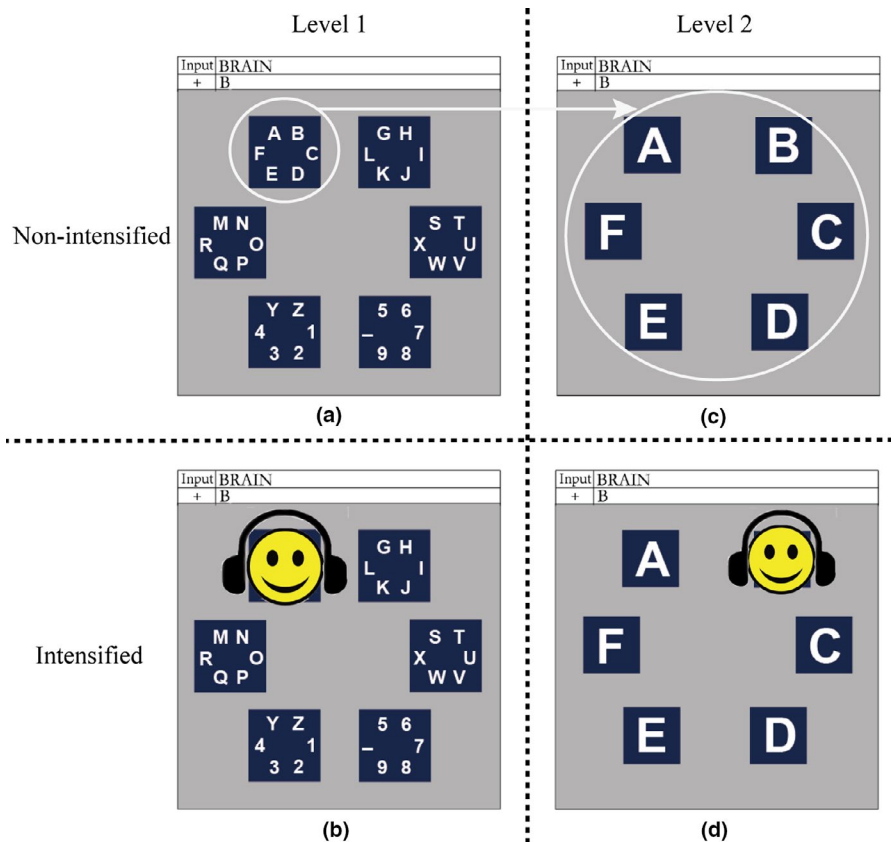 Level 1
Level 2
Input BRAIN
+ B
A B
F C
E D
G H
L I
K J
Non-intensified
M N
R O
Q P
S T
X U
W V
Y Z
4 1
3 2
5 6
– 7
9 8
(a)
Input BRAIN
+ B
A
B
F
C
E
D
(c)
Input BRAIN
+ B
G H
L I
K J
Intensified
M N
R O
Q P
S T
X U
W V
Y Z
4 1
3 2
5 6
– 7
9 8
(b)
Input BRAIN
+ B
A
F
C
E
D
(d)